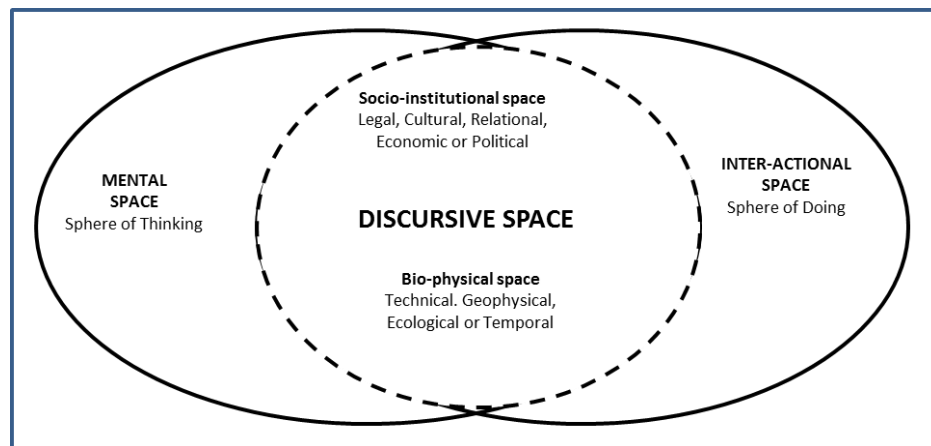 Socio-institutional space
Legal, Cultural, Relational,
Economic or Political
MENTAL
SPACE
Sphere of Thinking
INTER-ACTIONAL
SPACE
Sphere of Doing
DISCURSIVE SPACE
Bio-physical space
Technical. Geophysical,
Ecological or Temporal